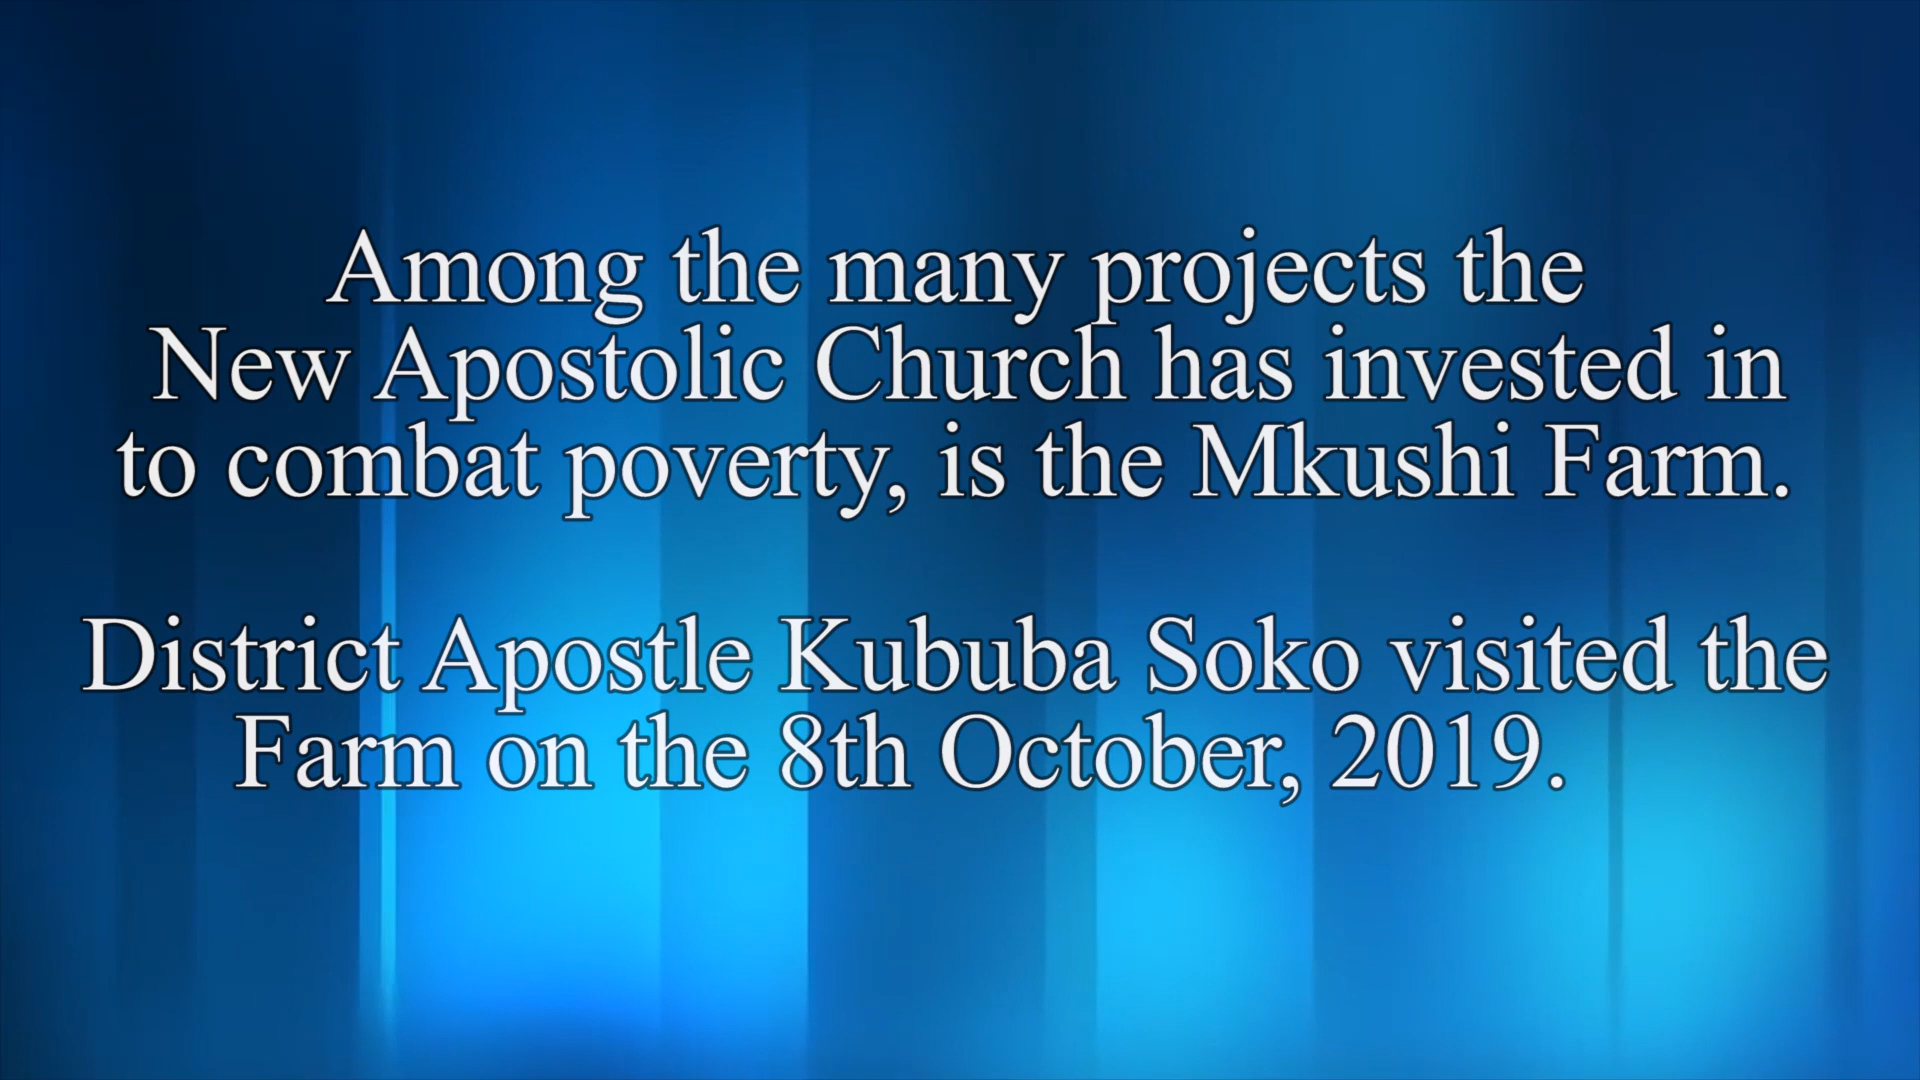 Among the many projects the
New Apostolic Church has invested in
to combat poverty, is the Mkushi Farm.
District Apostle Kububa Soko visited the
Farm on the 8th October, 2019.